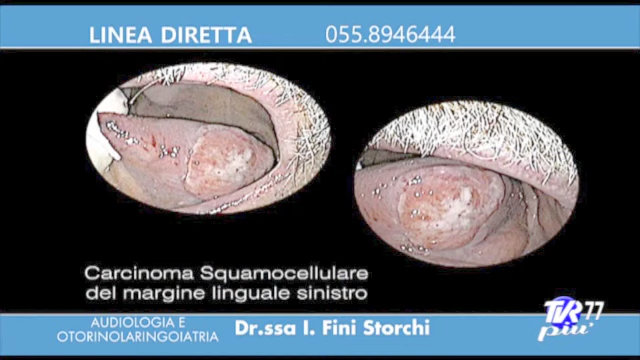 LINEA DIRETTA 055.8946444
Carcinoma Squamocellulare
del margine linguale sinistro
AUDIOLOGIA E
OTORINOLARINGOIATRIA
Dr.ssa I. Fini Storchi
TVR 77
più'